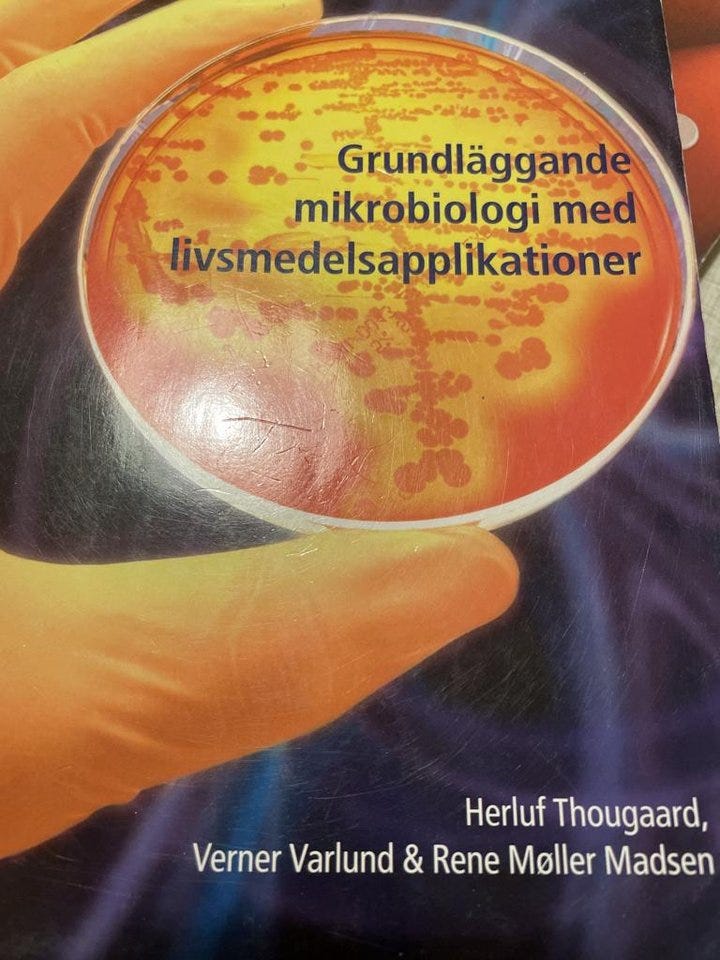 Grundläggande
mikrobiologi med
livsmedelsapplikationer
Herluf Thougaard,
Verner Varlund & Rene Møller Madsen